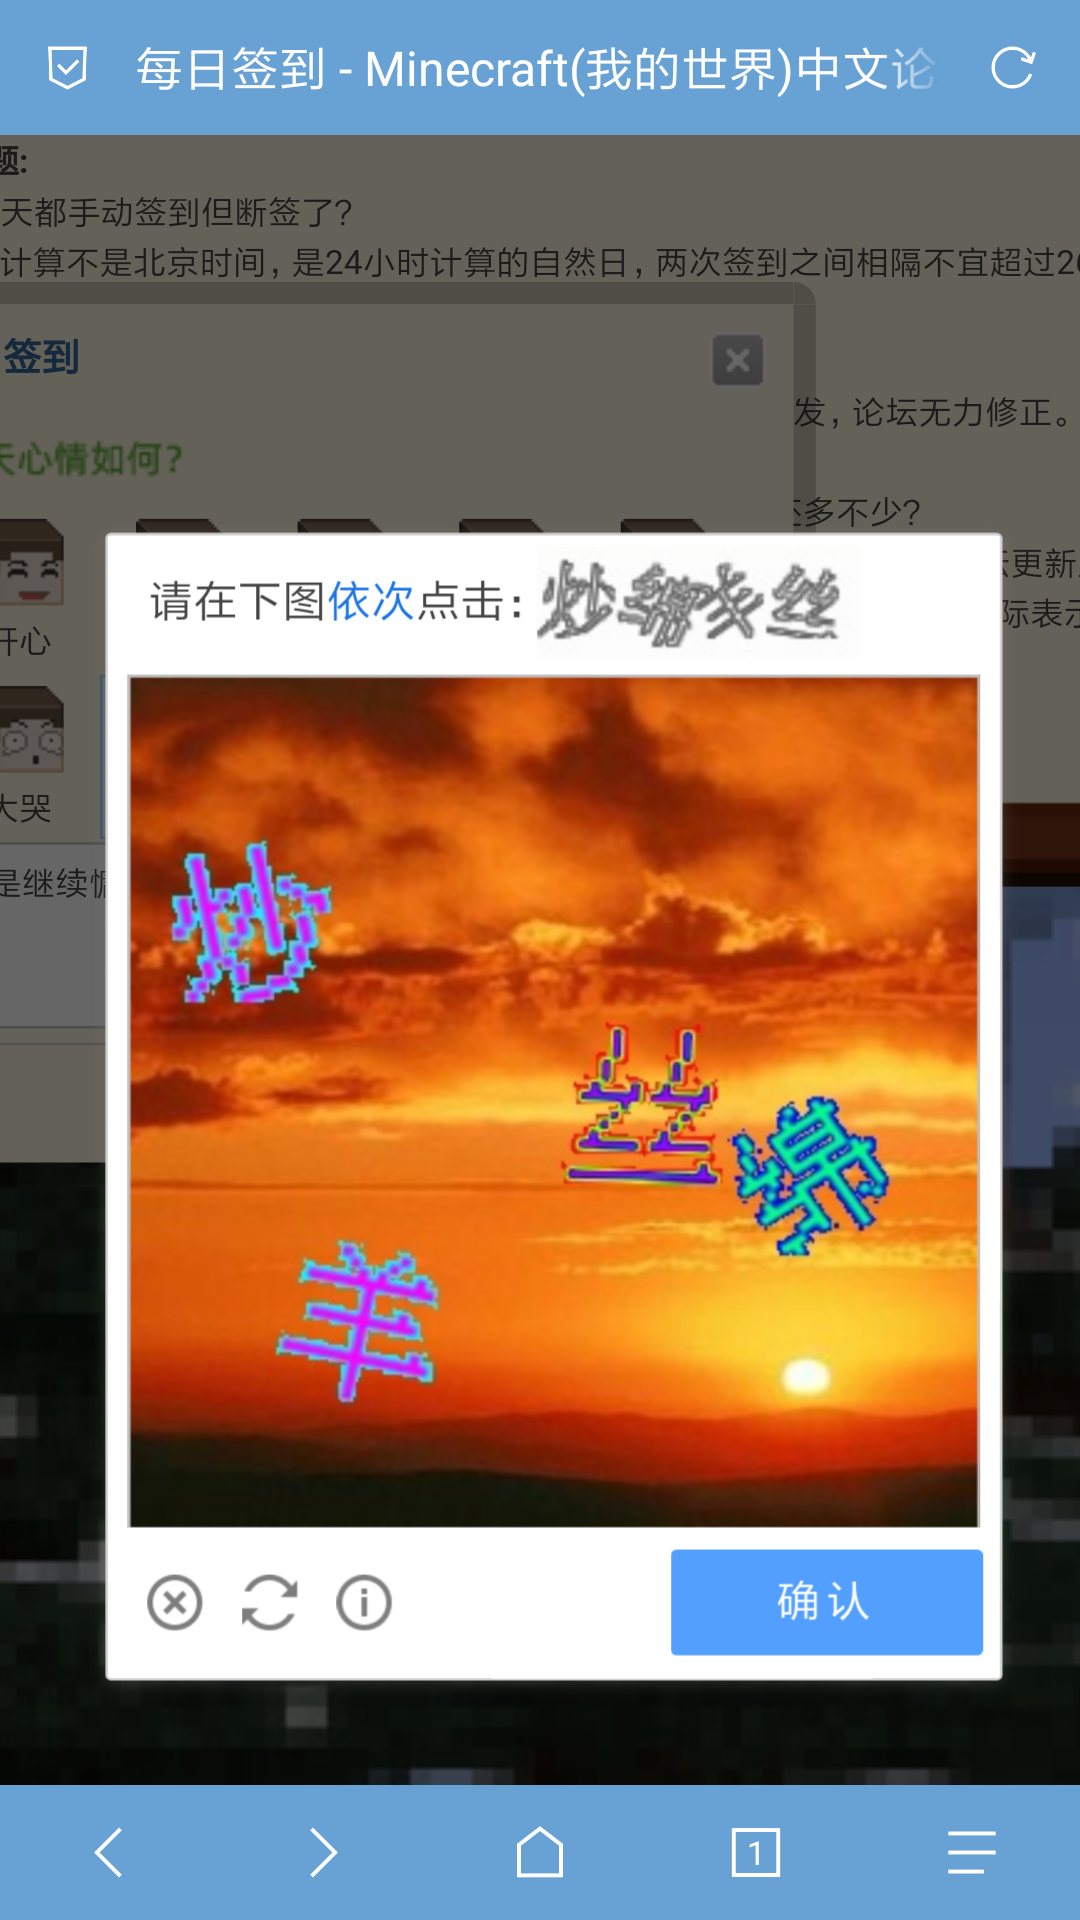 每日签到 - Minecraft(我的世界)中文论
题:
天都手动签到但断签了?
计算不是北京时间, 是24小时计算的自然日, 两次签到之间相隔不宜超过2
签到
发, 论坛无力修正。
天心情如何?
还多不少?
更新
际表示
开心
请在下图依次点击: 炒绵羊丝
大哭
是继续
炒
丝
绵
羊
确认
1